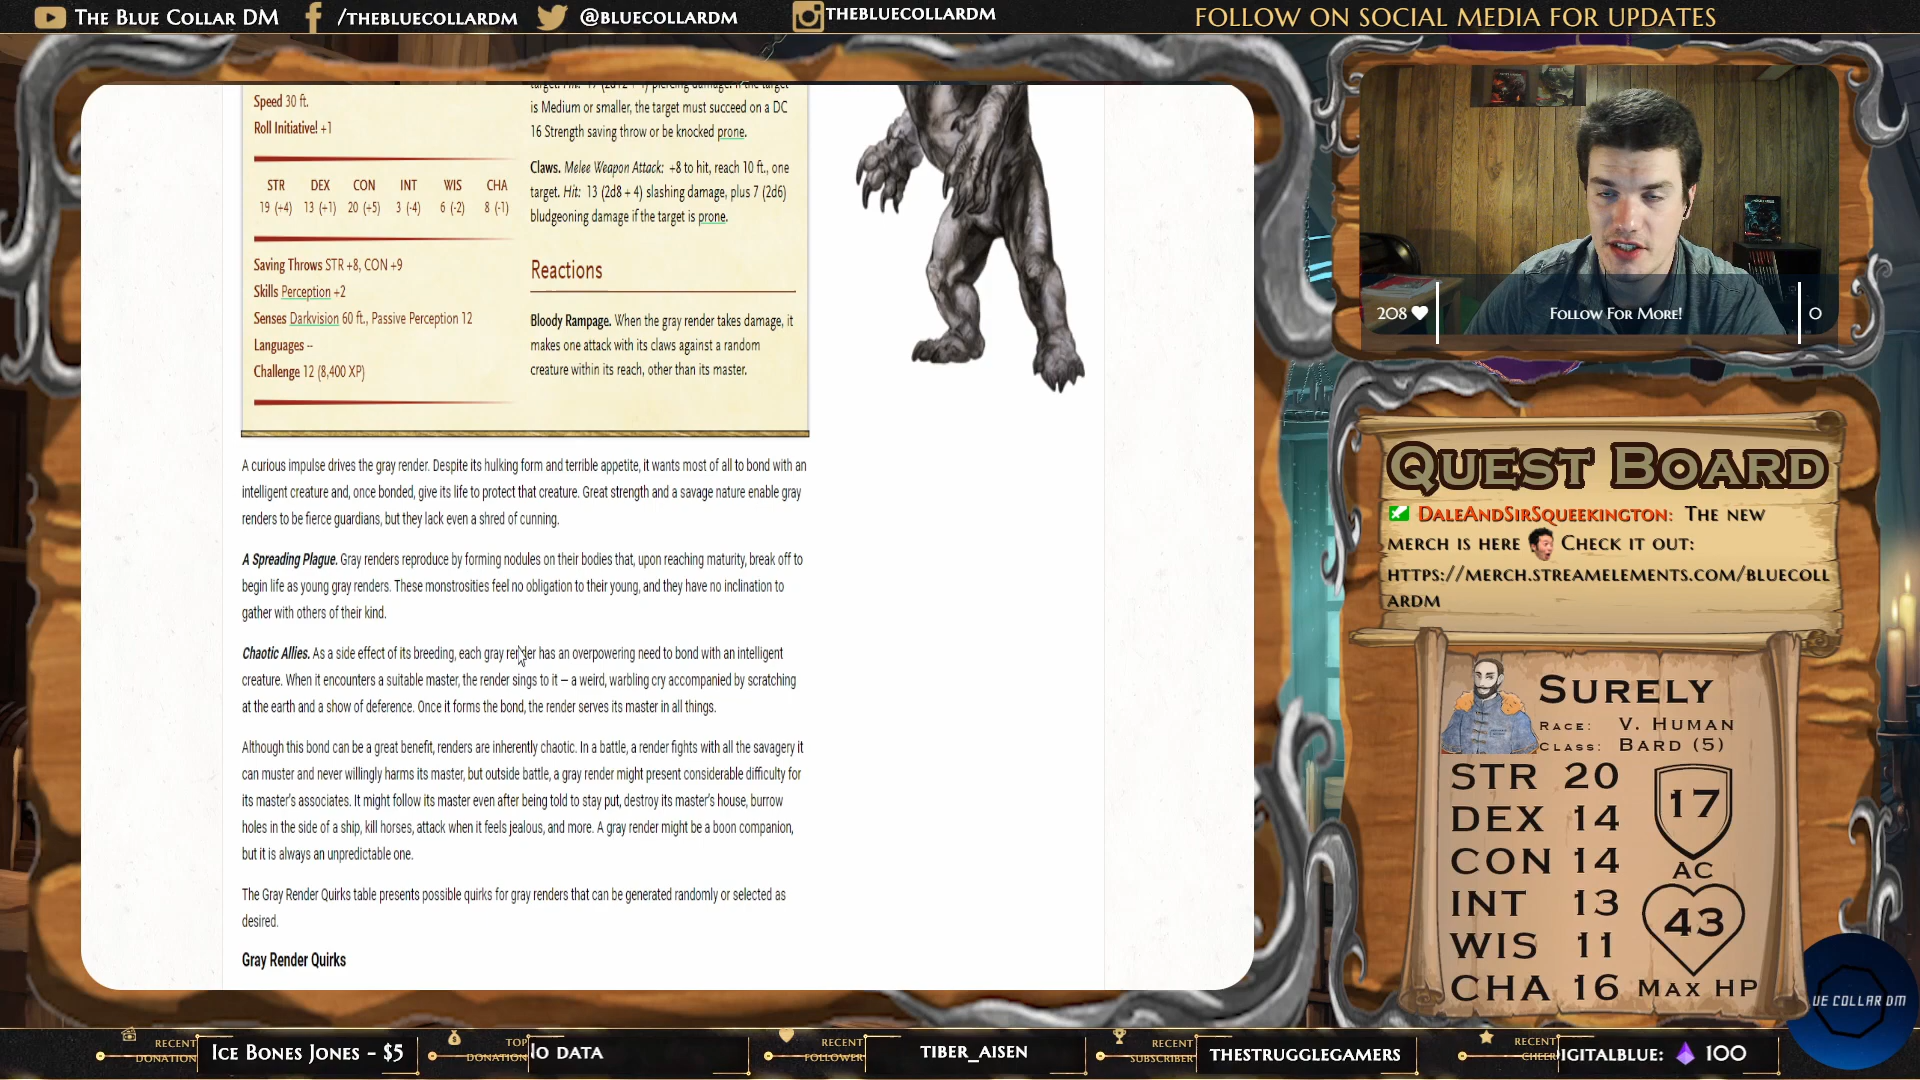 The Blue Collar DM
/thebluecollardm
@bluecollardm
thebluecollardm
Follow on Social Media for Updates
Speed 30 ft.
Roll Initiative! +1
STR DEX CON INT WIS CHA
19 (+4) 13 (+1) 20 (+5) 3 (-4) 6 (-2) 8 (-1)
Saving Throws STR +8, CON +9
Skills Perception +2
Senses Darkvision 60 ft., Passive Perception 12
Languages --
Challenge 12 (8,400 XP)
target. Hit: 17 (2d12 + 4) piercing damage. If the target
is Medium or smaller, the target must succeed on a DC
16 Strength saving throw or be knocked prone.
Claws. Melee Weapon Attack: +8 to hit, reach 10 ft., one
target. Hit: 13 (2d8 + 4) slashing damage, plus 7 (2d6)
bludgeoning damage if the target is prone.
Reactions
Bloody Rampage. When the gray render takes damage, it
makes one attack with its claws against a random
creature within its reach, other than its master.
A curious impulse drives the gray render. Despite its hulking form and terrible appetite, it wants most of all to bond with an
intelligent creature and, once bonded, give its life to protect that creature. Great strength and a savage nature enable gray
renders to be fierce guardians, but they lack even a shred of cunning.
A Spreading Plague. Gray renders reproduce by forming nodules on their bodies that, upon reaching maturity, break off to
begin life as young gray renders. These monstrosities feel no obligation to their young, and they have no inclination to
gather with others of their kind.
Chaotic Allies. As a side effect of its breeding, each gray render has an overpowering need to bond with an intelligent
creature. When it encounters a suitable master, the render sings to it – a weird, warbling cry accompanied by scratching
at the earth and a show of deference. Once it forms the bond, the render serves its master in all things.
Although this bond can be a great benefit, renders are inherently chaotic. In a battle, a render fights with all the savagery it
can muster and never willingly harms its master, but outside battle, a gray render might present considerable difficulty for
its master's associates. It might follow its master even after being told to stay put, destroy its master's house, burrow
holes in the side of a ship, kill horses, attack when it feels jealous, and more. A gray render might be a boon companion,
but it is always an unpredictable one.
The Gray Render Quirks table presents possible quirks for gray renders that can be generated randomly or selected as
desired.
Gray Render Quirks
208
Follow For More!
0
Quest Board
DaleAndSirSqueekington: The new
merch is here Check it out:
https://merch.streamelements.com/bluecoll
ardm
Surely
Race: V. Human
Class: Bard (5)
STR 20
DEX 14
CON 14
INT 13
WIS 11
CHA 16
17
AC
43
Max HP
UE COLLAR DM
Recent Donation
Ice Bones Jones - $5
Top Donation
IO DATA
Recent Follower
tiber_aisen
Recent Subscriber
thestrugglegamers
Recent Cheer
igitalblue: 100